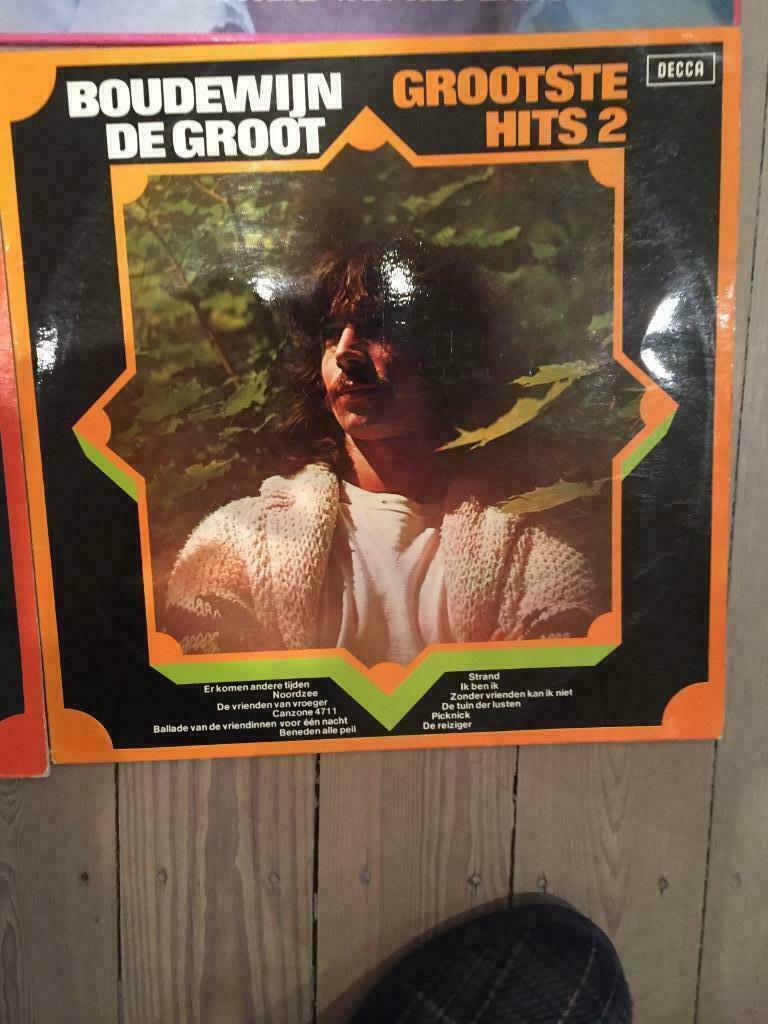 BOUDEWIJN
DE GROOT
GROOTSTE
HITS 2
DECCA
Er komen andere tijden
Noordzee
De vrienden van vroeger
Canzone 4711
Ballade van de vriendinnen voor één nacht
Beneden alle peil
Strand
Ik ben ik
Zonder vrienden kan ik niet
De tuin der lusten
Picknick
De reiziger